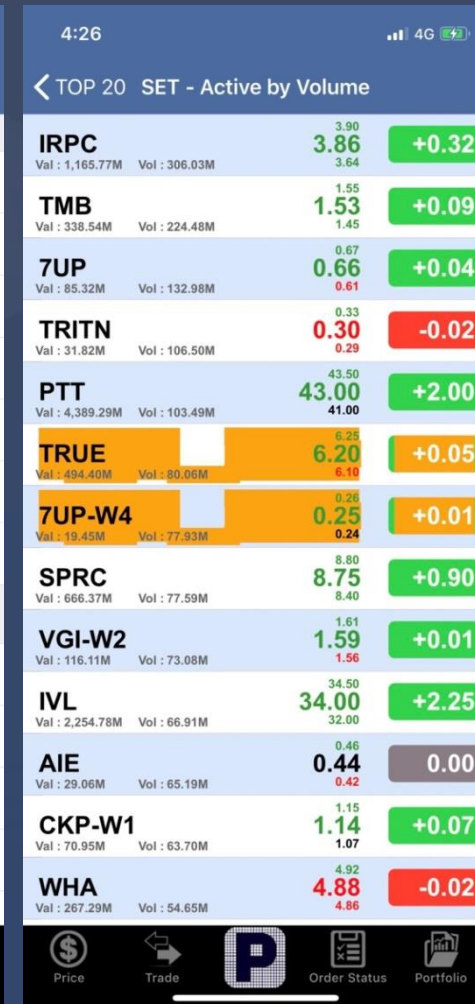 4:26 4G
TOP 20 SET - Active by Volume
3.90
IRPC 3.86 +0.32
Val : 1,165.77M Vol : 306.03M 3.64
1.55
TMB 1.53 +0.09
Val : 338.54M Vol : 224.48M 1.45
0.67
7UP 0.66 +0.04
Val : 85.32M Vol : 132.98M 0.61
0.33
TRITN 0.30 -0.02
Val : 31.82M Vol : 106.50M 0.29
43.50
PTT 43.00 +2.00
Val : 4,389.29M Vol : 103.49M 41.00
6.25
TRUE 6.20 +0.05
Val : 494.40M Vol : 80.06M 6.10
0.26
7UP-W4 0.25 +0.01
Val : 19.45M Vol : 77.93M 0.24
8.80
SPRC 8.75 +0.90
Val : 666.37M Vol : 77.59M 8.40
1.61
VGI-W2 1.59 +0.01
Val : 116.11M Vol : 73.08M 1.56
34.50
IVL 34.00 +2.25
Val : 2,254.78M Vol : 66.91M 32.00
0.46
AIE 0.44 0.00
Val : 29.06M Vol : 65.19M 0.42
1.15
CKP-W1 1.14 +0.07
Val : 70.95M Vol : 63.70M 1.07
4.92
WHA 4.88 -0.02
Val : 267.29M Vol : 54.65M 4.86
P
Price Trade Order Status Portfolio